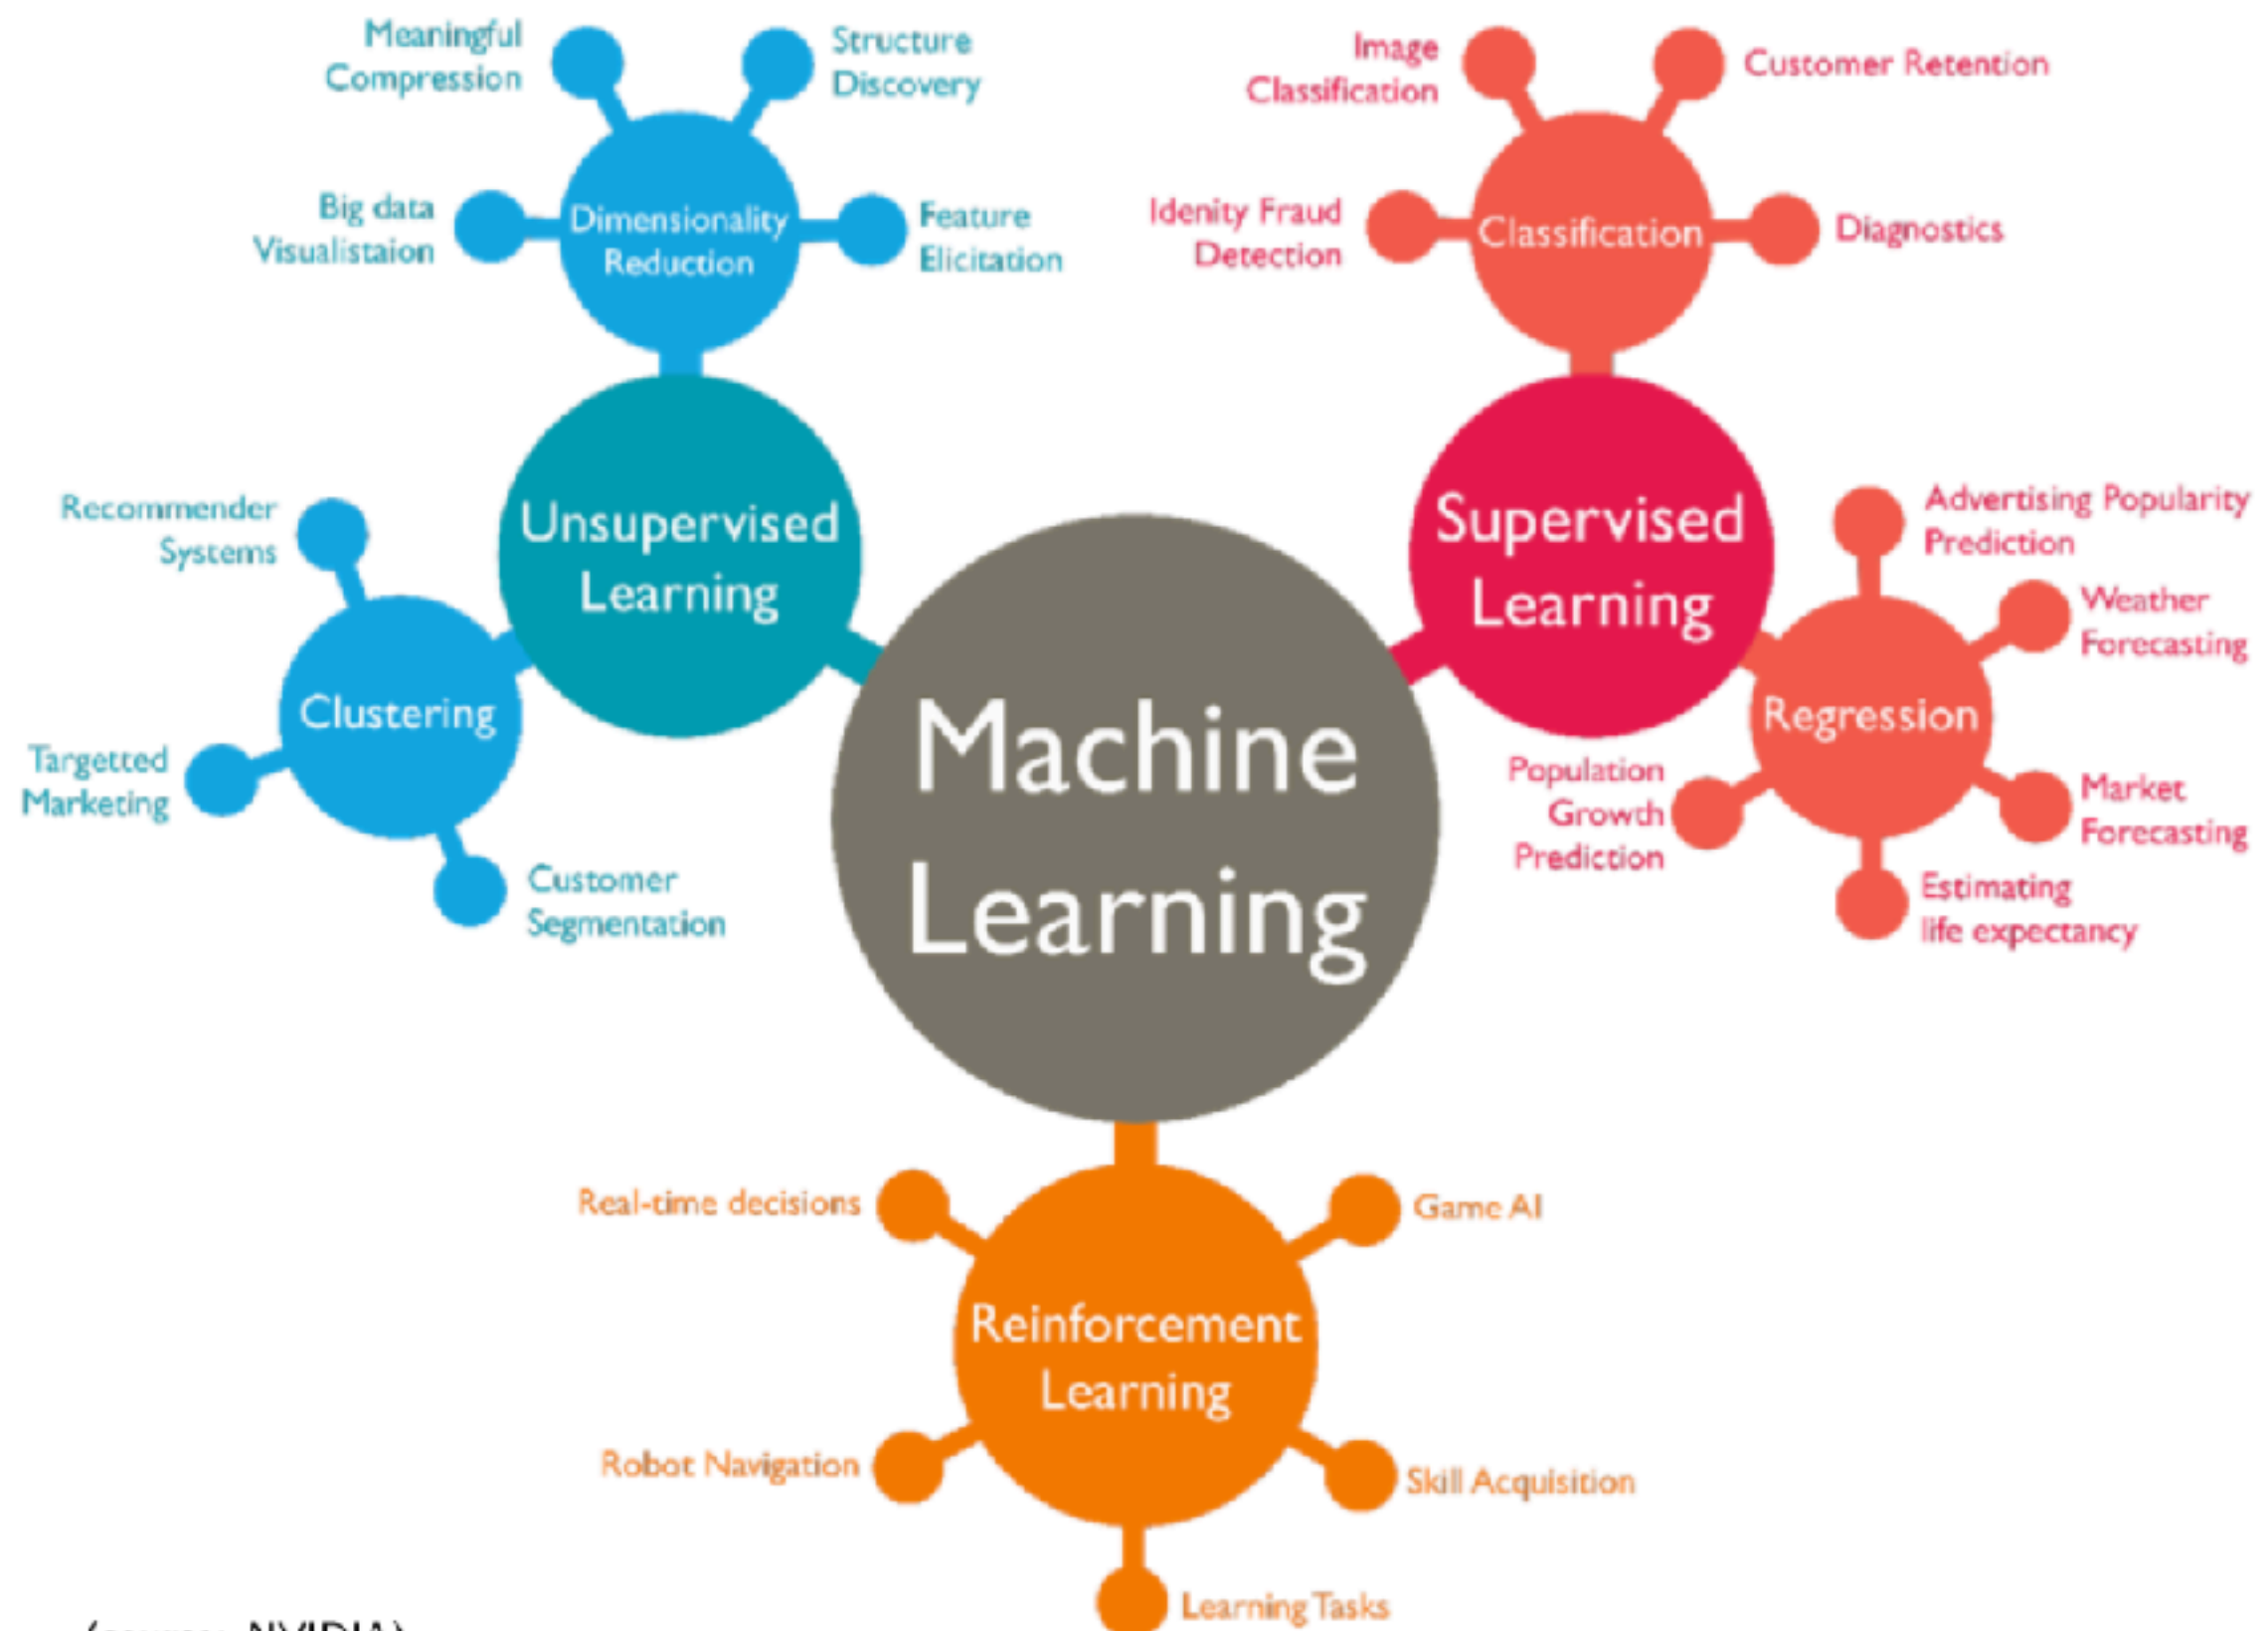 Meaningful
Compression
Structure
Discovery
Big data
Visualistaion
Dimensionality
Reduction
Feature
Elicitation
Image
Classification
Customer Retention
Idenity Fraud
Detection
Classification
Diagnostics
Unsupervised
Learning
Supervised
Learning
Recommender
Systems
Clustering
Targetted
Marketing
Customer
Segmentation
Machine
Learning
Advertising Popularity
Prediction
Weather
Forecasting
Regression
Population
Growth
Prediction
Market
Forecasting
Estimating
life expectancy
Real-time decisions
Game AI
Reinforcement
Learning
Robot Navigation
Skill Acquisition
Learning Tasks
NVIDIA)